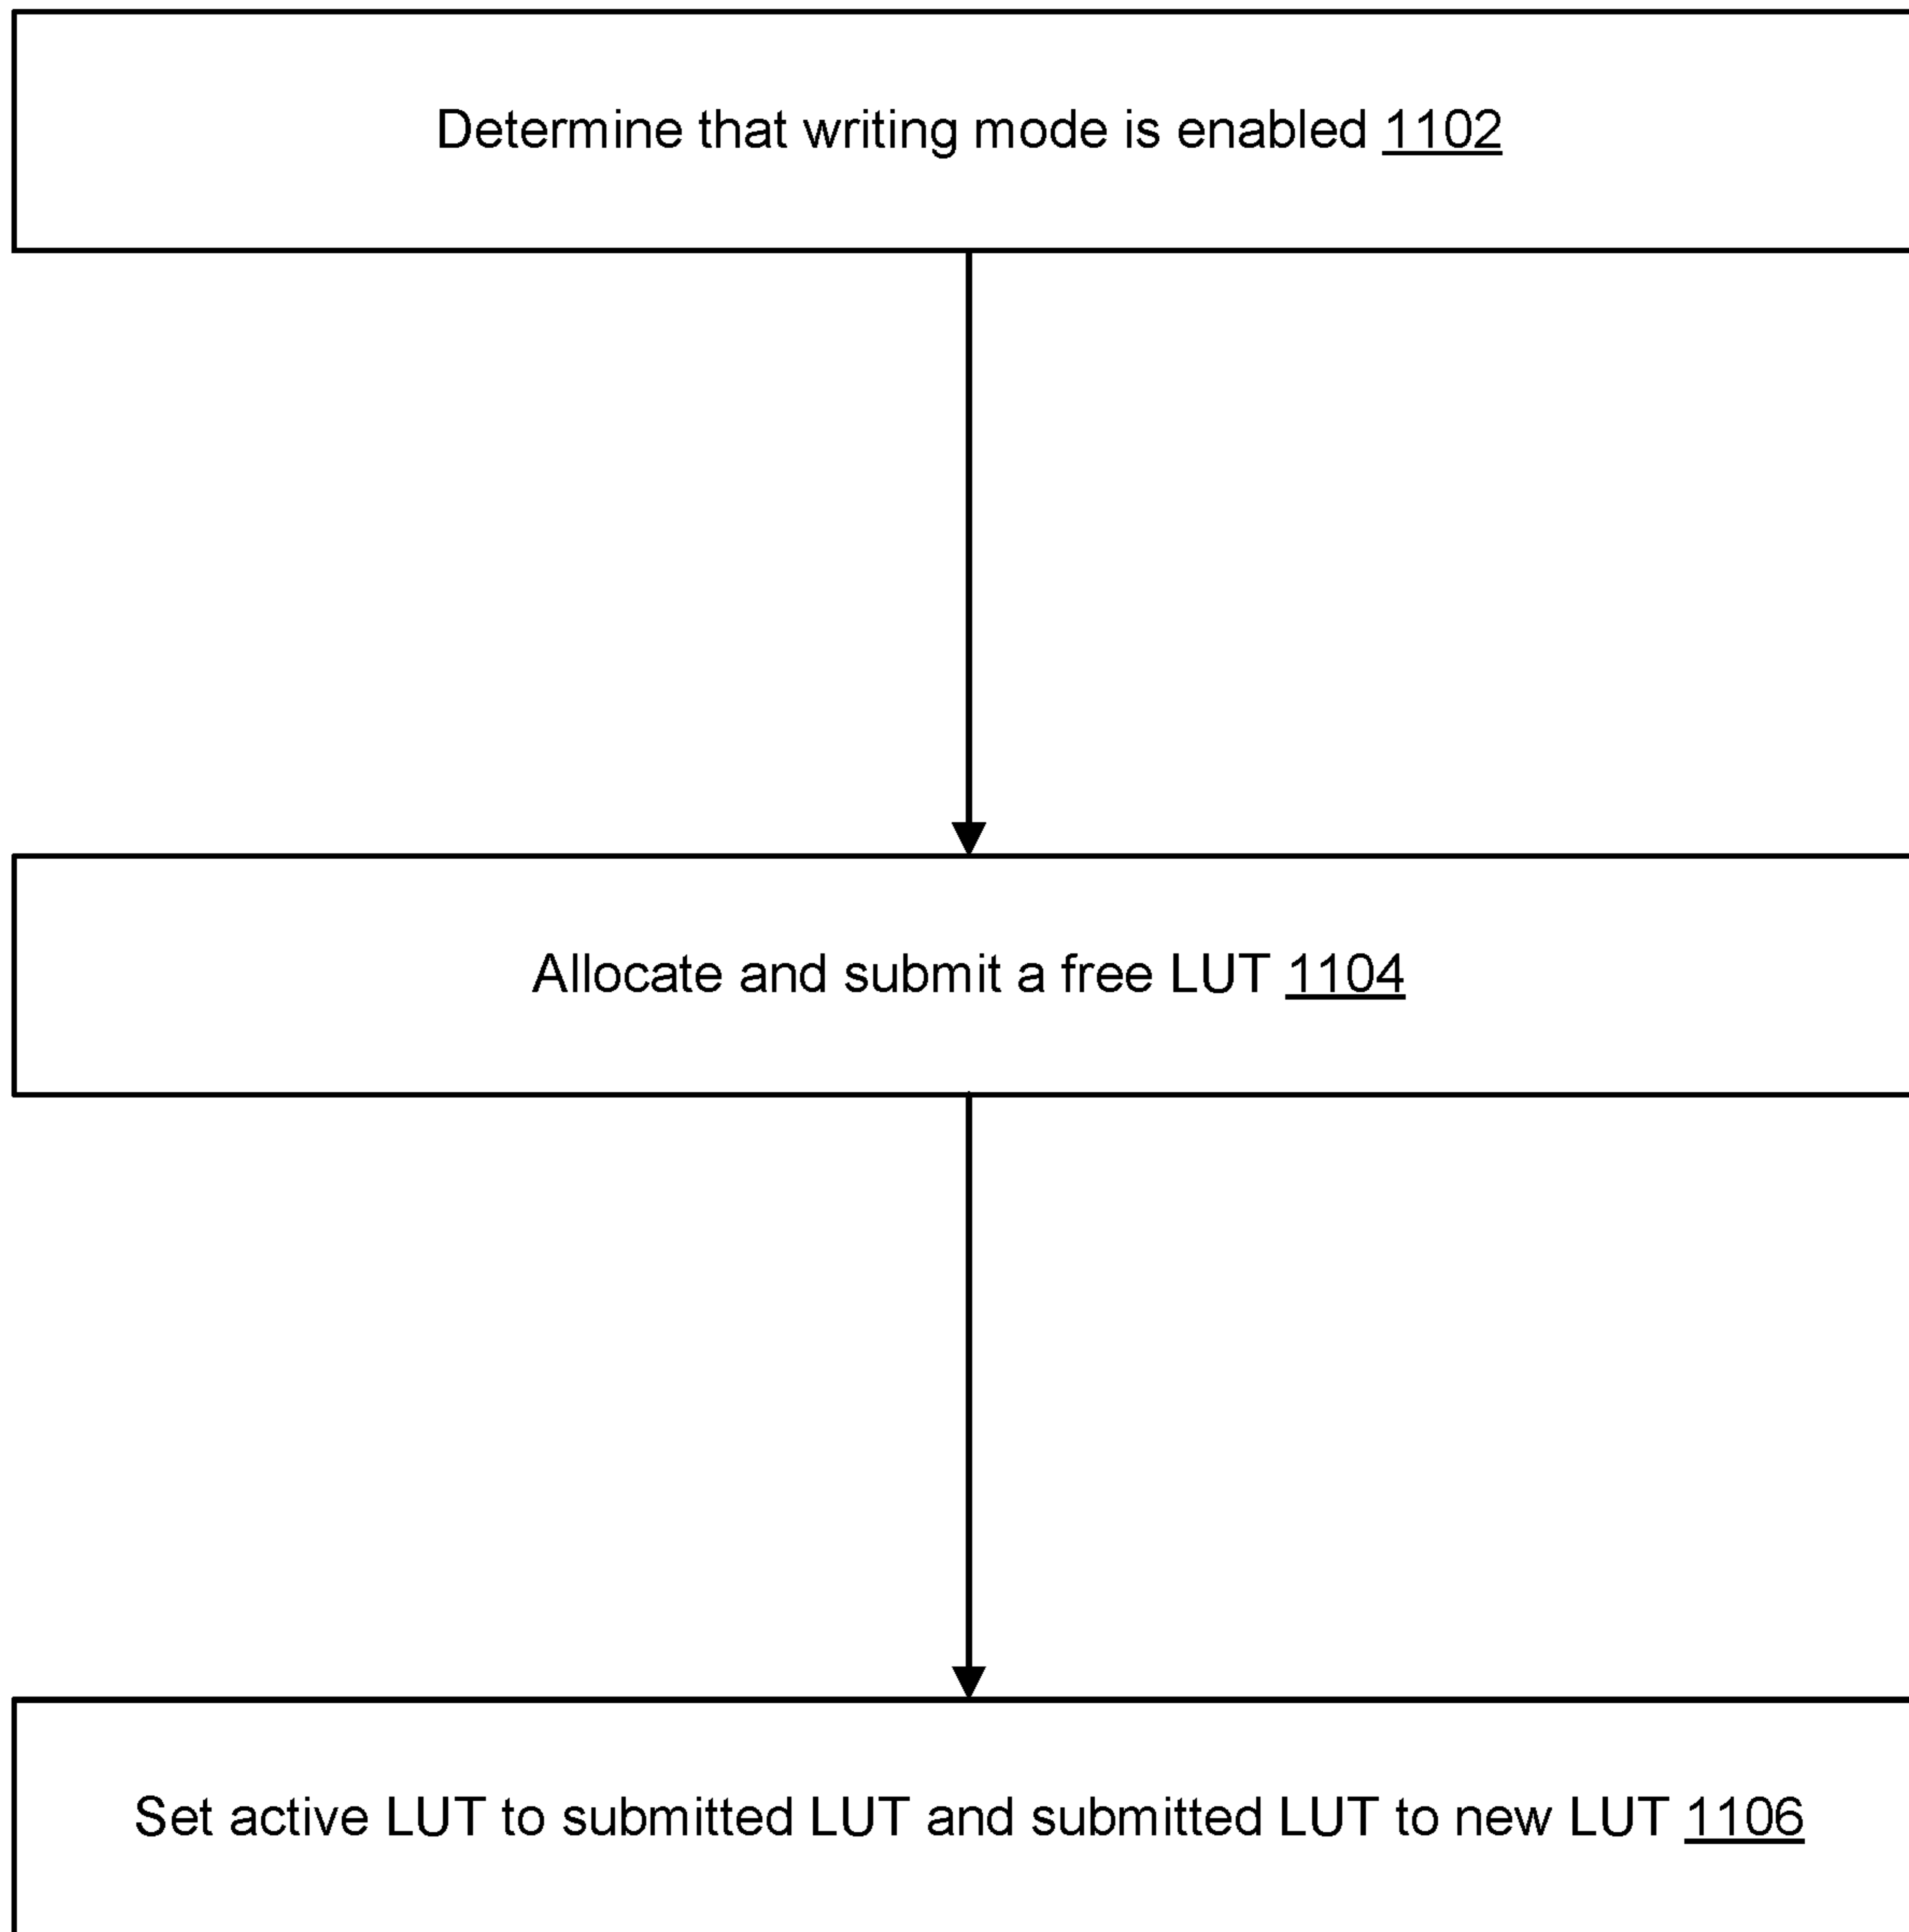 Determine that writing mode is enabled 1102
Allocate and submit a free LUT 1104
Set active LUT to submitted LUT and submitted LUT to new LUT 1106